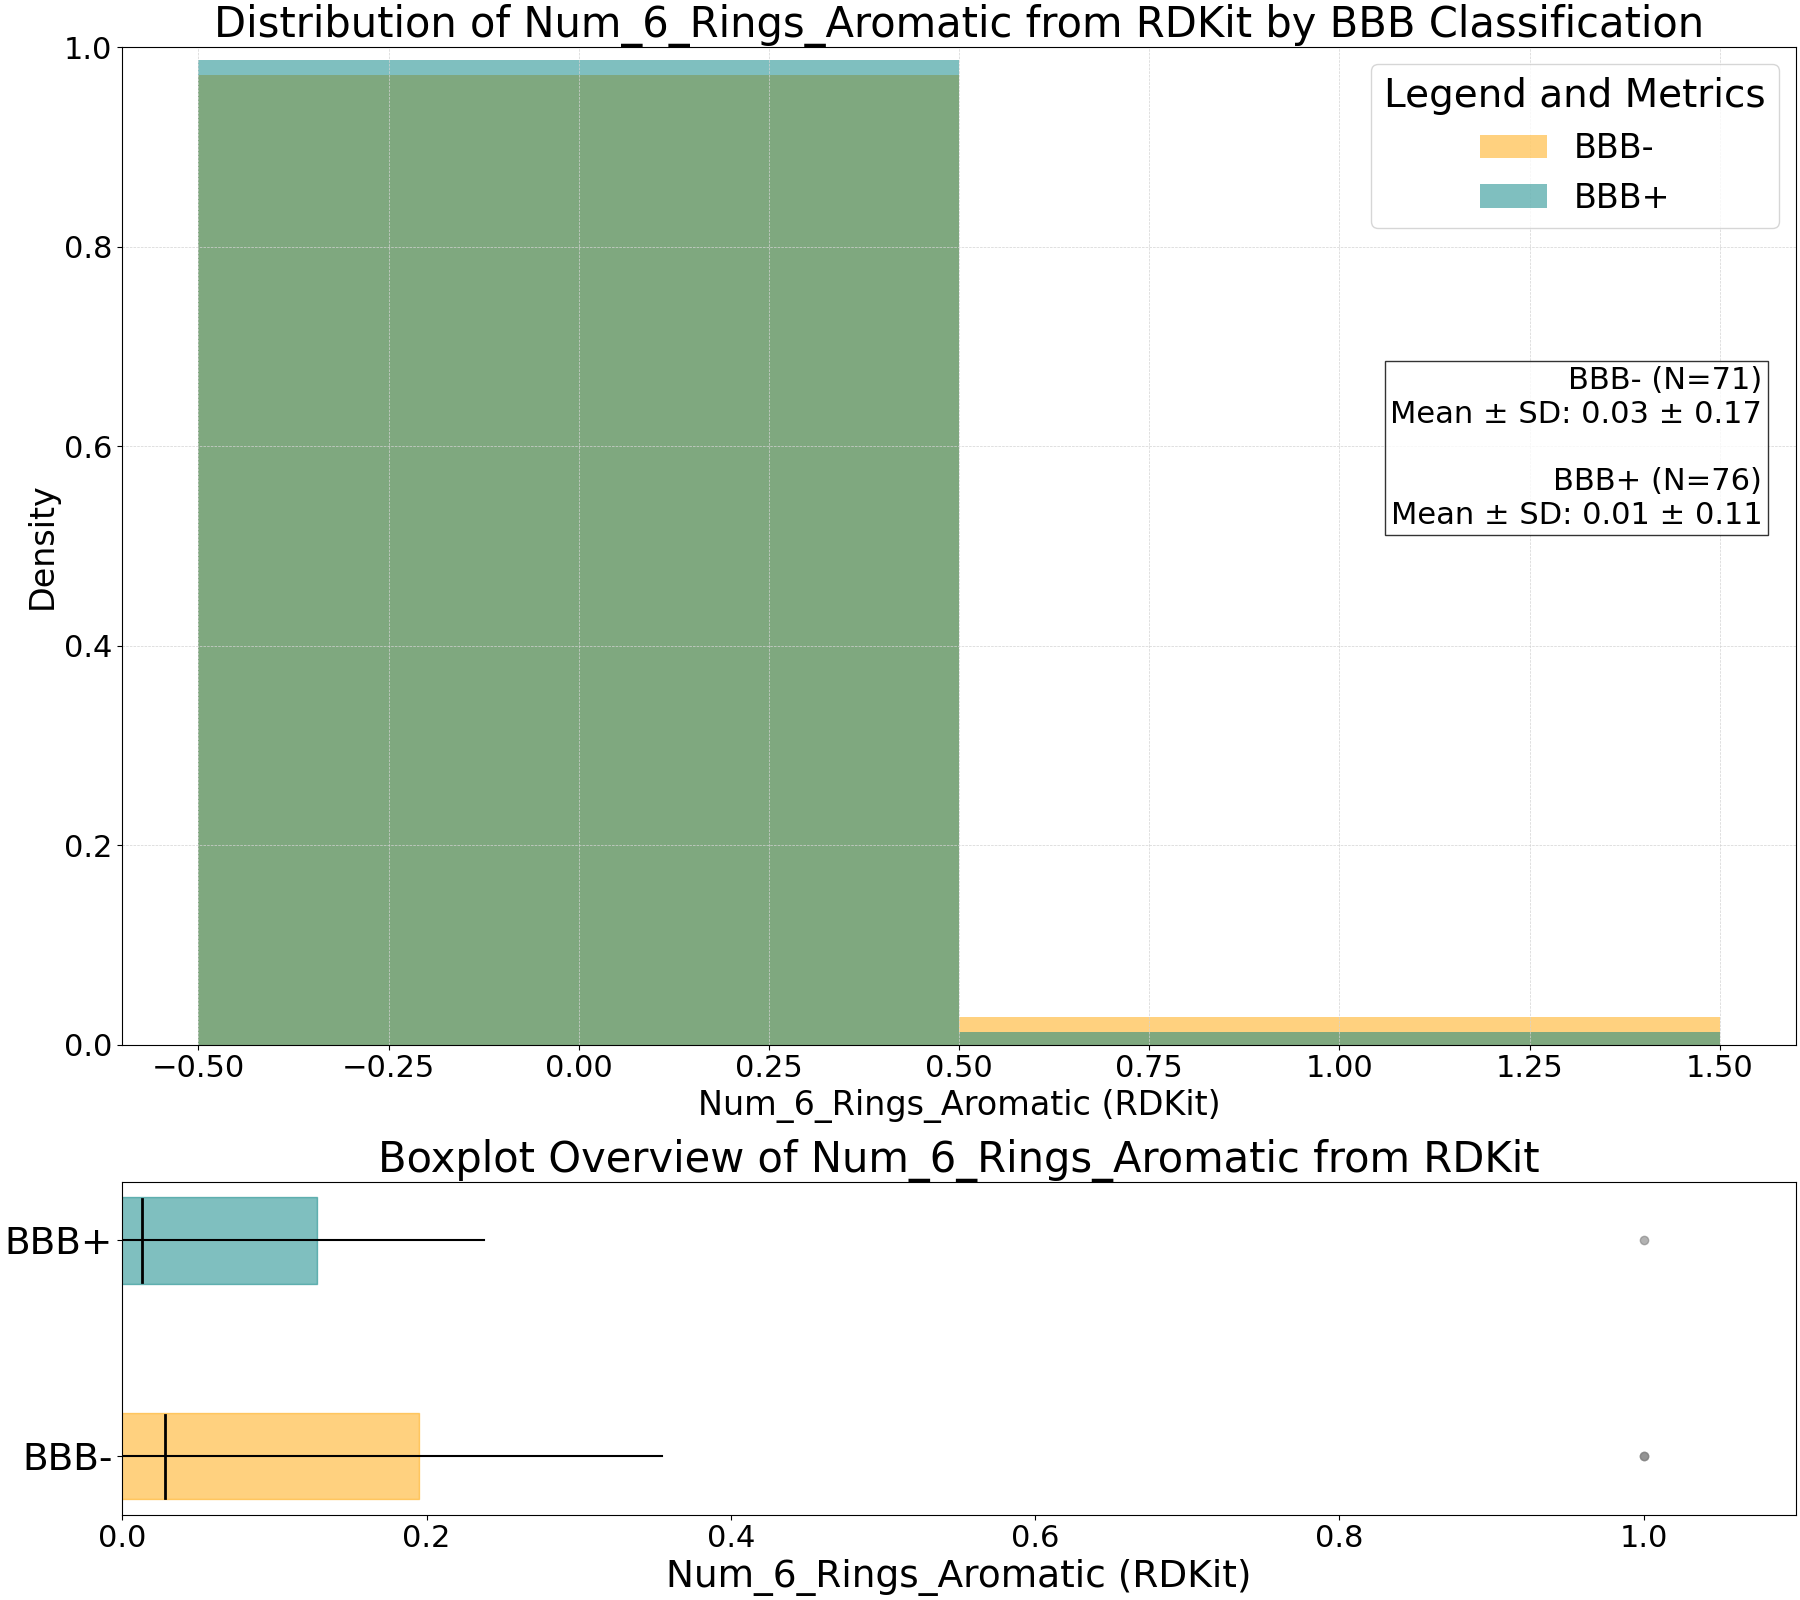 Distribution of Num_6_Rings_Aromatic from RDKit by BBB Classification
Density
1.0
0.8
0.6
0.4
0.2
0.0
Legend and Metrics
BBB-
BBB+
BBB- (N=71)
Mean ± SD: 0.03 ± 0.17
BBB+ (N=76)
Mean ± SD: 0.01 ± 0.11
−0.50 −0.25 0.00 0.25 0.50 0.75 1.00 1.25 1.50
Num_6_Rings_Aromatic (RDKit)
Boxplot Overview of Num_6_Rings_Aromatic from RDKit
BBB+
BBB-
0.0 0.2 0.4 0.6 0.8 1.0
Num_6_Rings_Aromatic (RDKit)